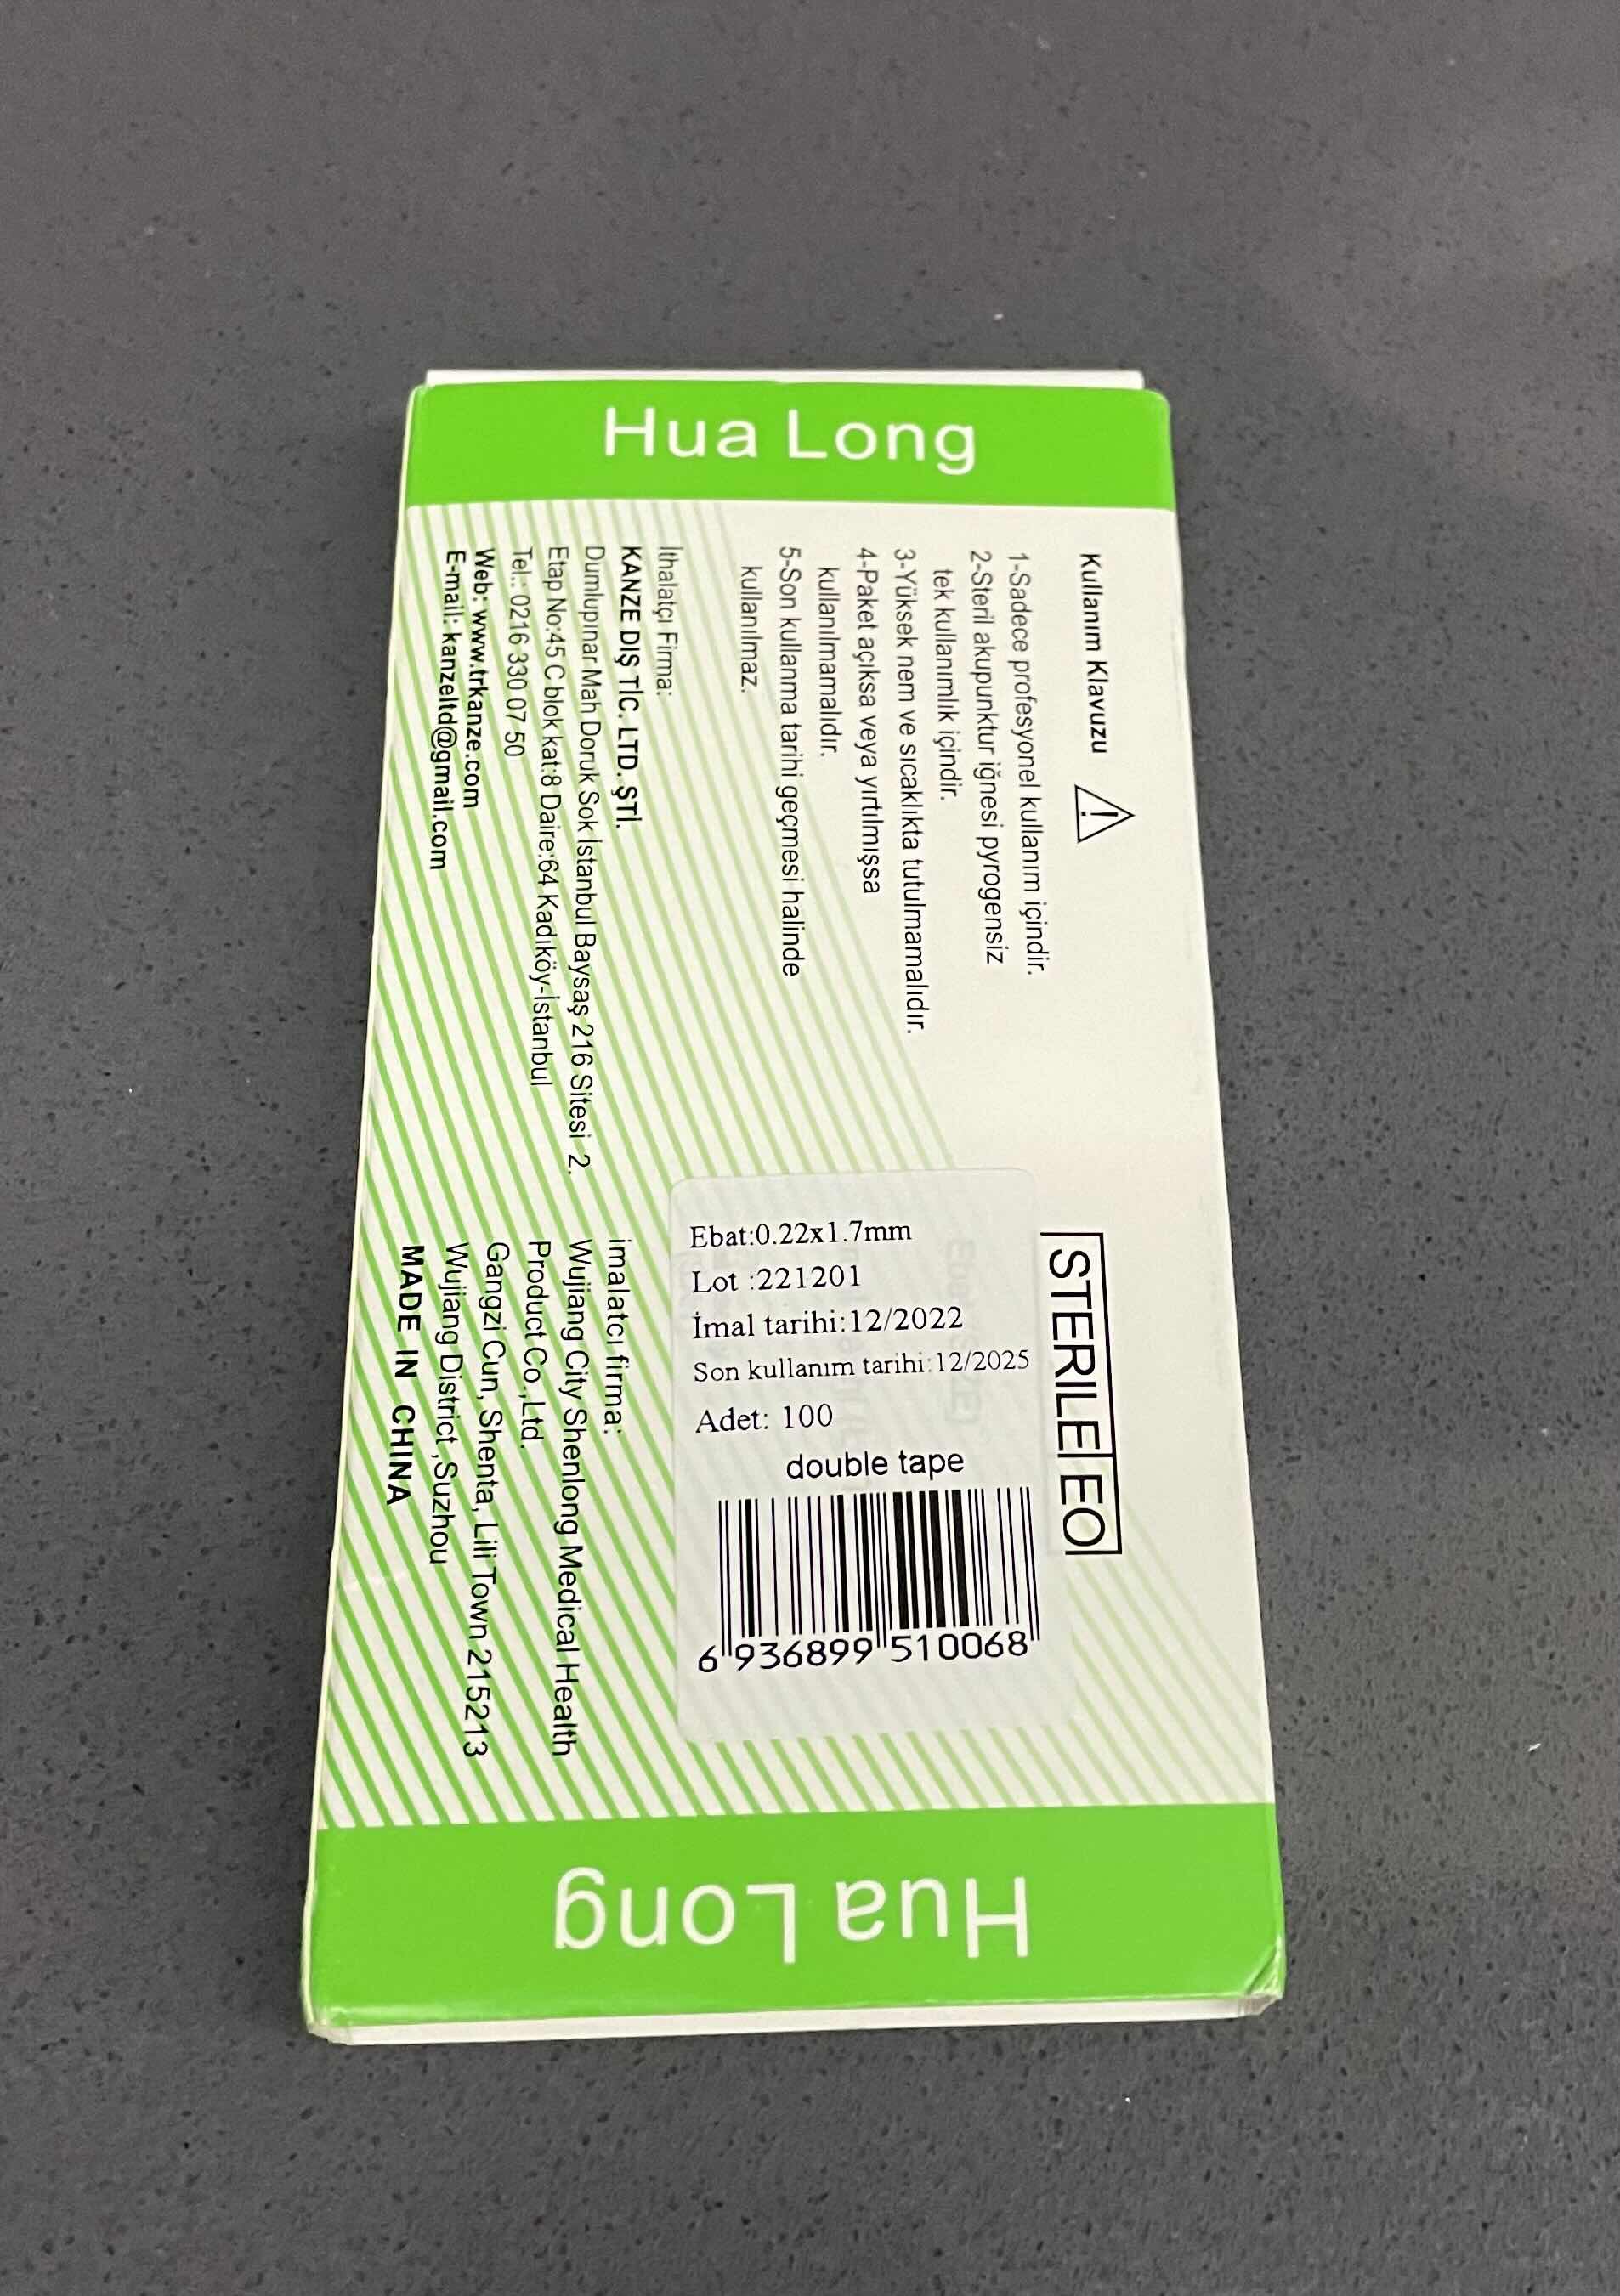 Hua Long
Kullanım Klavuzu
1-Sadece profesyonel kullanım içindir.
2-Steril akupunktur iğnesi pyrogensiz
tek kullanımlık içindir.
3-Yüksek nem ve sıcaklıkta tutulmamalıdır.
4-Paket açıksa veya yırtılmışsa
kullanılmamalıdır.
5-Son kullanma tarihi geçmesi halinde
kullanılmaz.
İthalatçı Firma:
KANZE DIŞ TİC. LTD. ŞTİ.
Dumlupınar Mah Doruk Sok İstanbul Baysaş 216 Sitesi 2.
Etap No:45 C blok kat:8 Daire:64 Kadıköy-İstanbul
Tel.: 0216 330 07 50
Web: www.trkanze.com
E-mail: kanzeltd@gmail.com
STERILE EO
Ebat:0.22x1.7mm
Lot :221201
İmal tarihi:12/2022
Son kullanım tarihi:12/2025
Adet: 100
double tape
6 936899 510068
imalatcı firma:
Wujiang City Shenlong Medical Health
Product Co.,Ltd.
Gangzi Cun, Shenta, Lili Town 215213
Wujiang District ,Suzhou
MADE IN CHINA
Hua Long